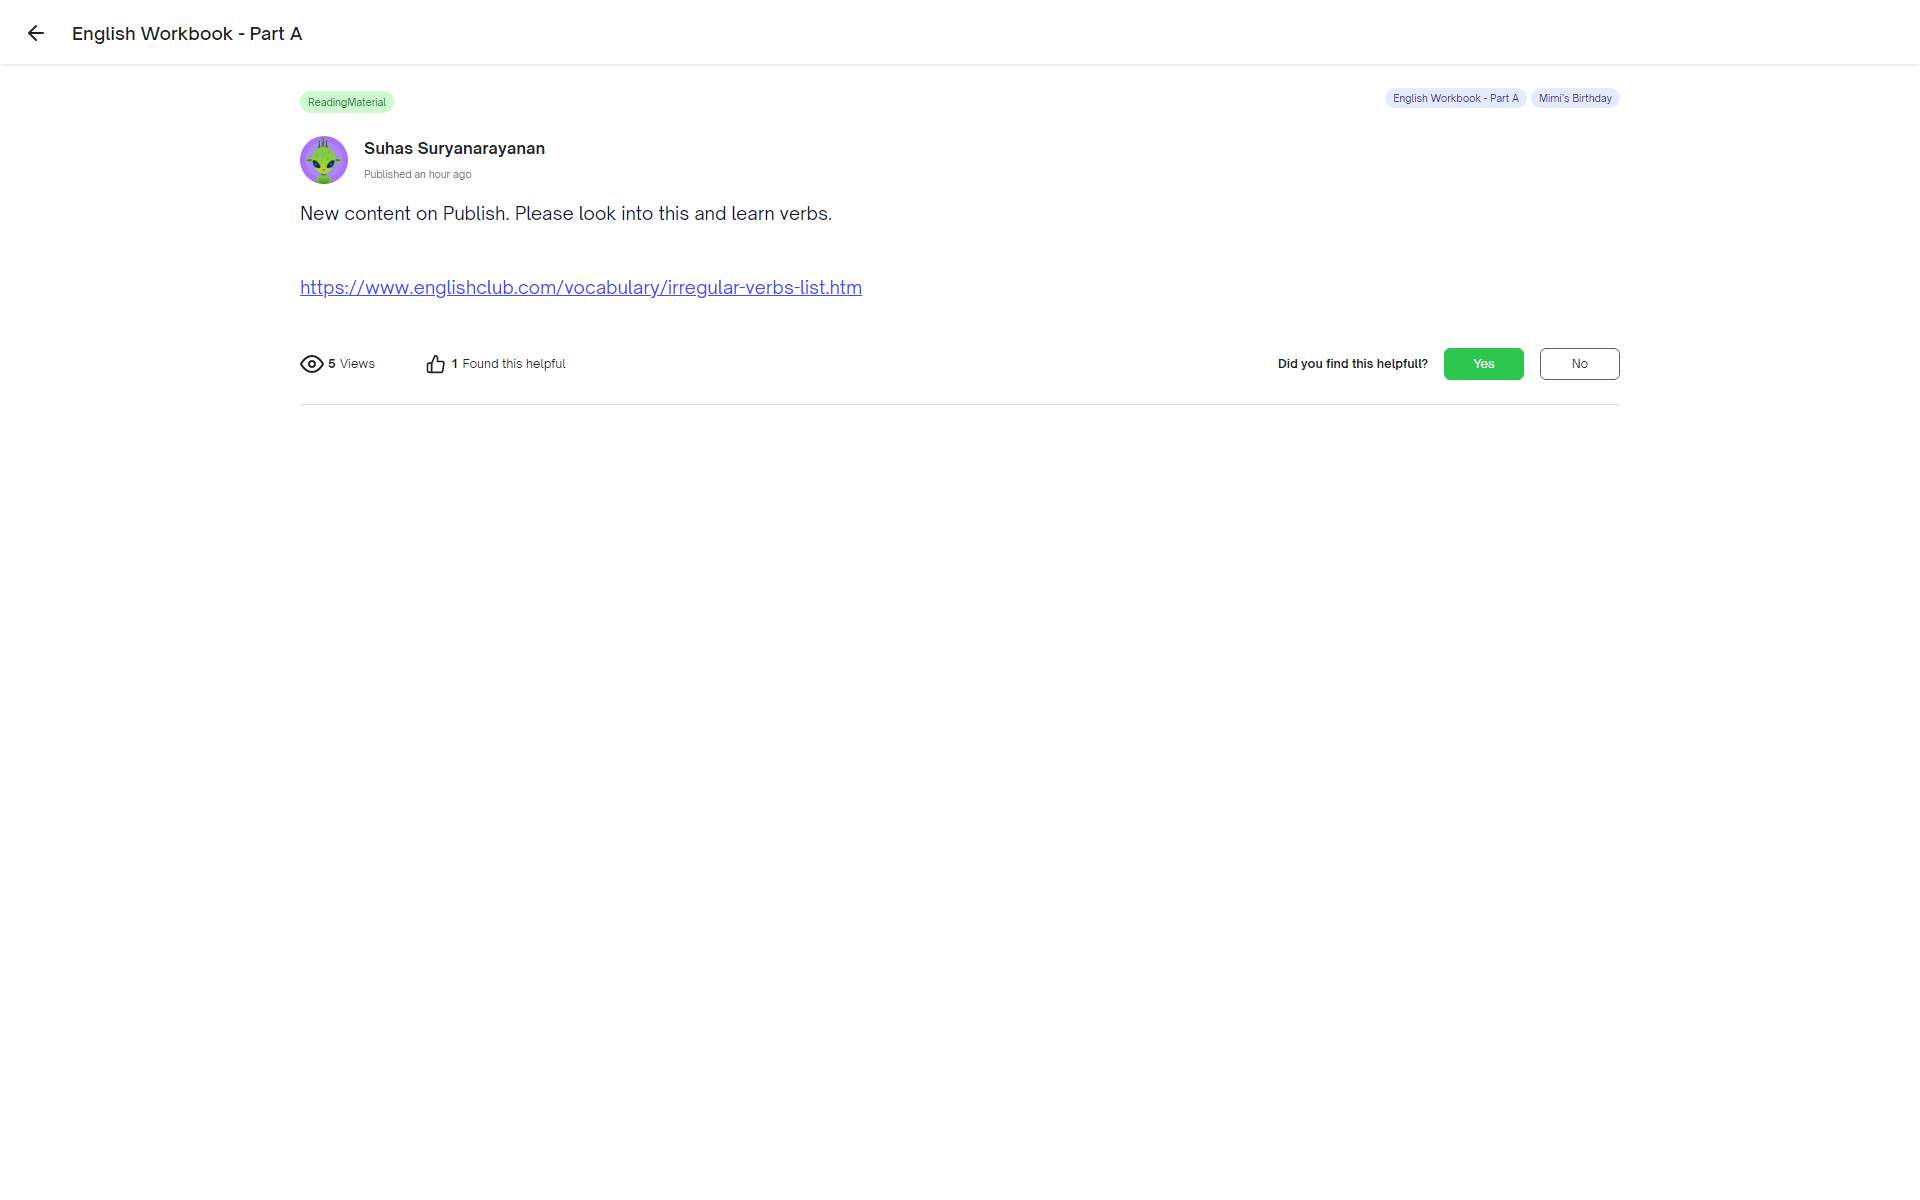 English Workbook - Part A
ReadingMaterial
English Workbook - Part A
Mimi's Birthday
Suhas Suryanarayanan
Published an hour ago
New content on Publish. Please look into this and learn verbs.
https://www.englishclub.com/vocabulary/irregular-verbs-list.htm
5 Views
1 Found this helpful
Did you find this helpfull?
Yes
No